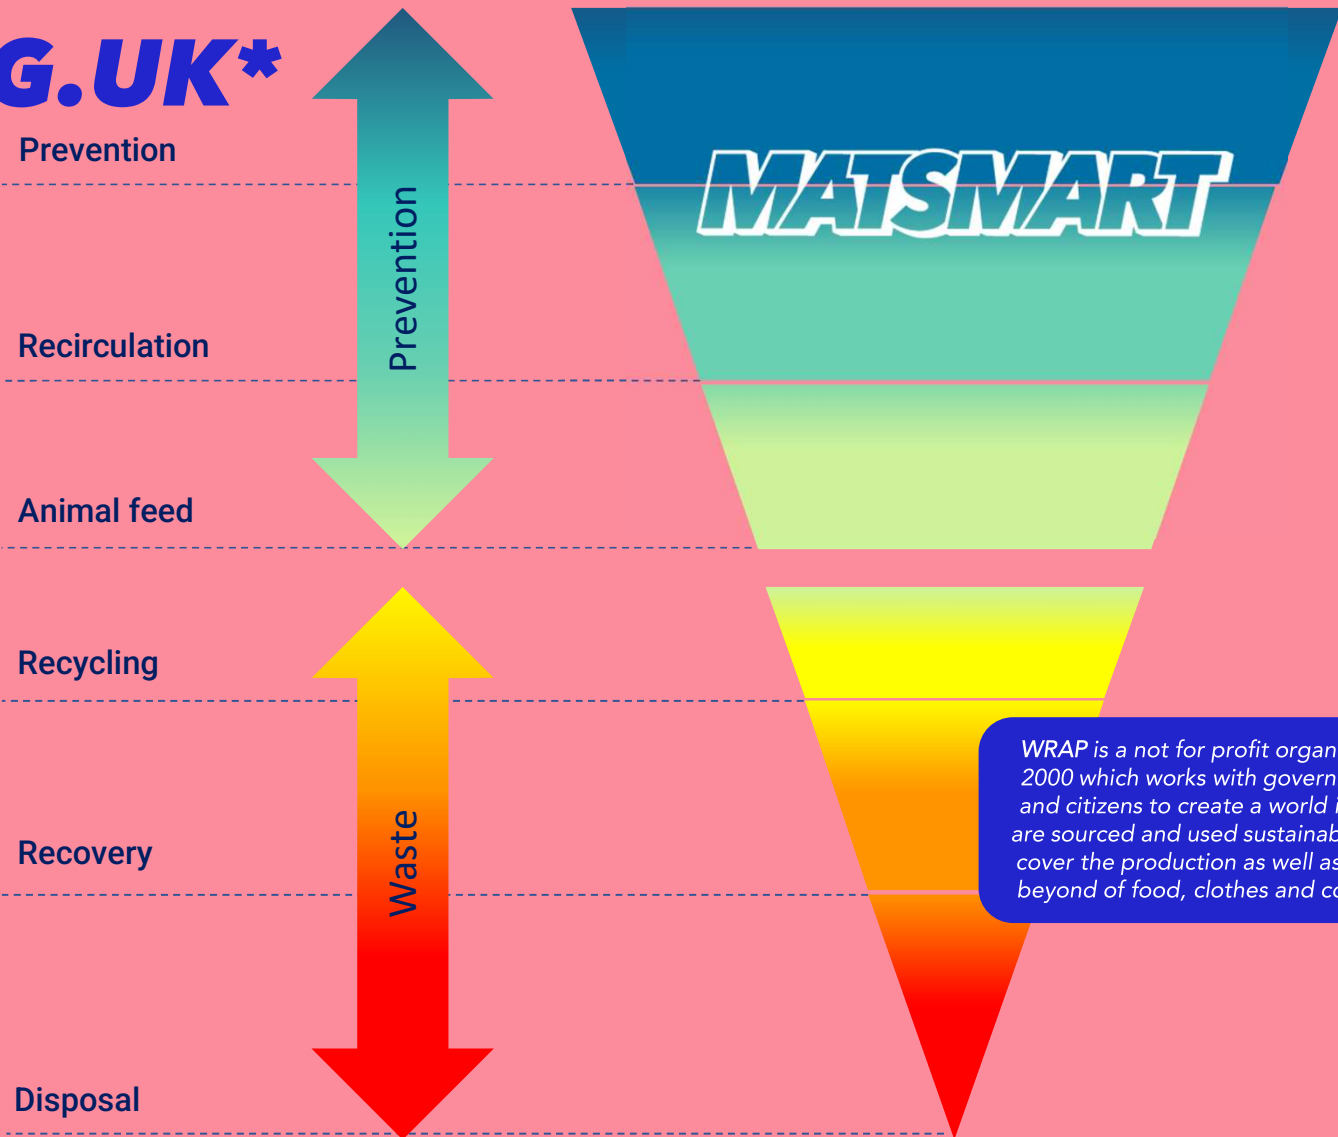 G.UK*
Prevention
Prevention
MATSMART
Recirculation
Animal feed
Recycling
Waste
WRAP is a not for profit organ
2000 which works with govern
and citizens to create a world i
are sourced and used sustainab
cover the production as well as
beyond of food, clothes and co
Recovery
Disposal